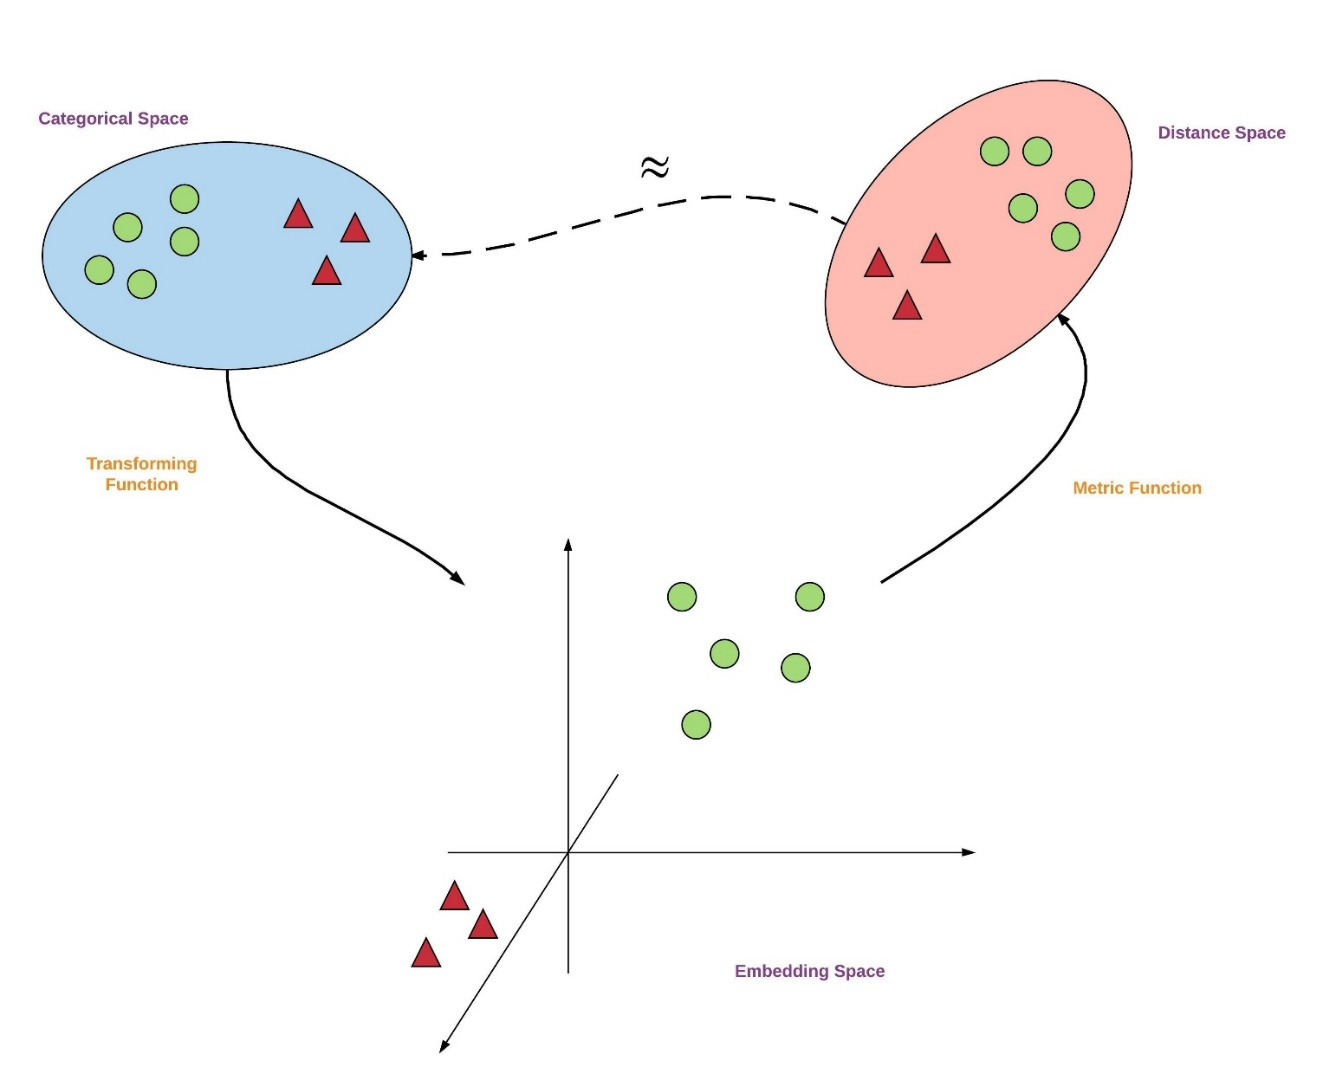 Categorical Space
≈
Distance Space
Transforming
Function
Metric Function
Embedding Space